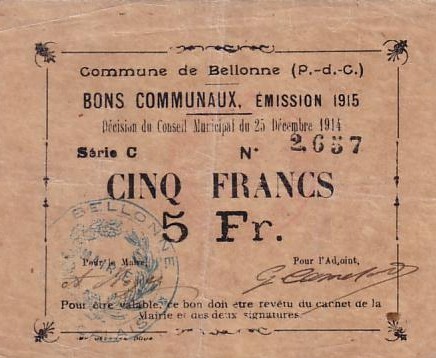 Commune de Bellonne (P.-d.-C.)
BONS COMMUNAUX, ÉMISSION 1915
Décision du Conseil Municipal du 25 Décembre 1914
Série C N° 2657
CINQ FRANCS
5 Fr.
Pour le Maire, Pour l'Adjoint,
Pour être valable, ce bon doit être revêtu du cachet de la
Mairie et des deux signatures.
BELLONNE